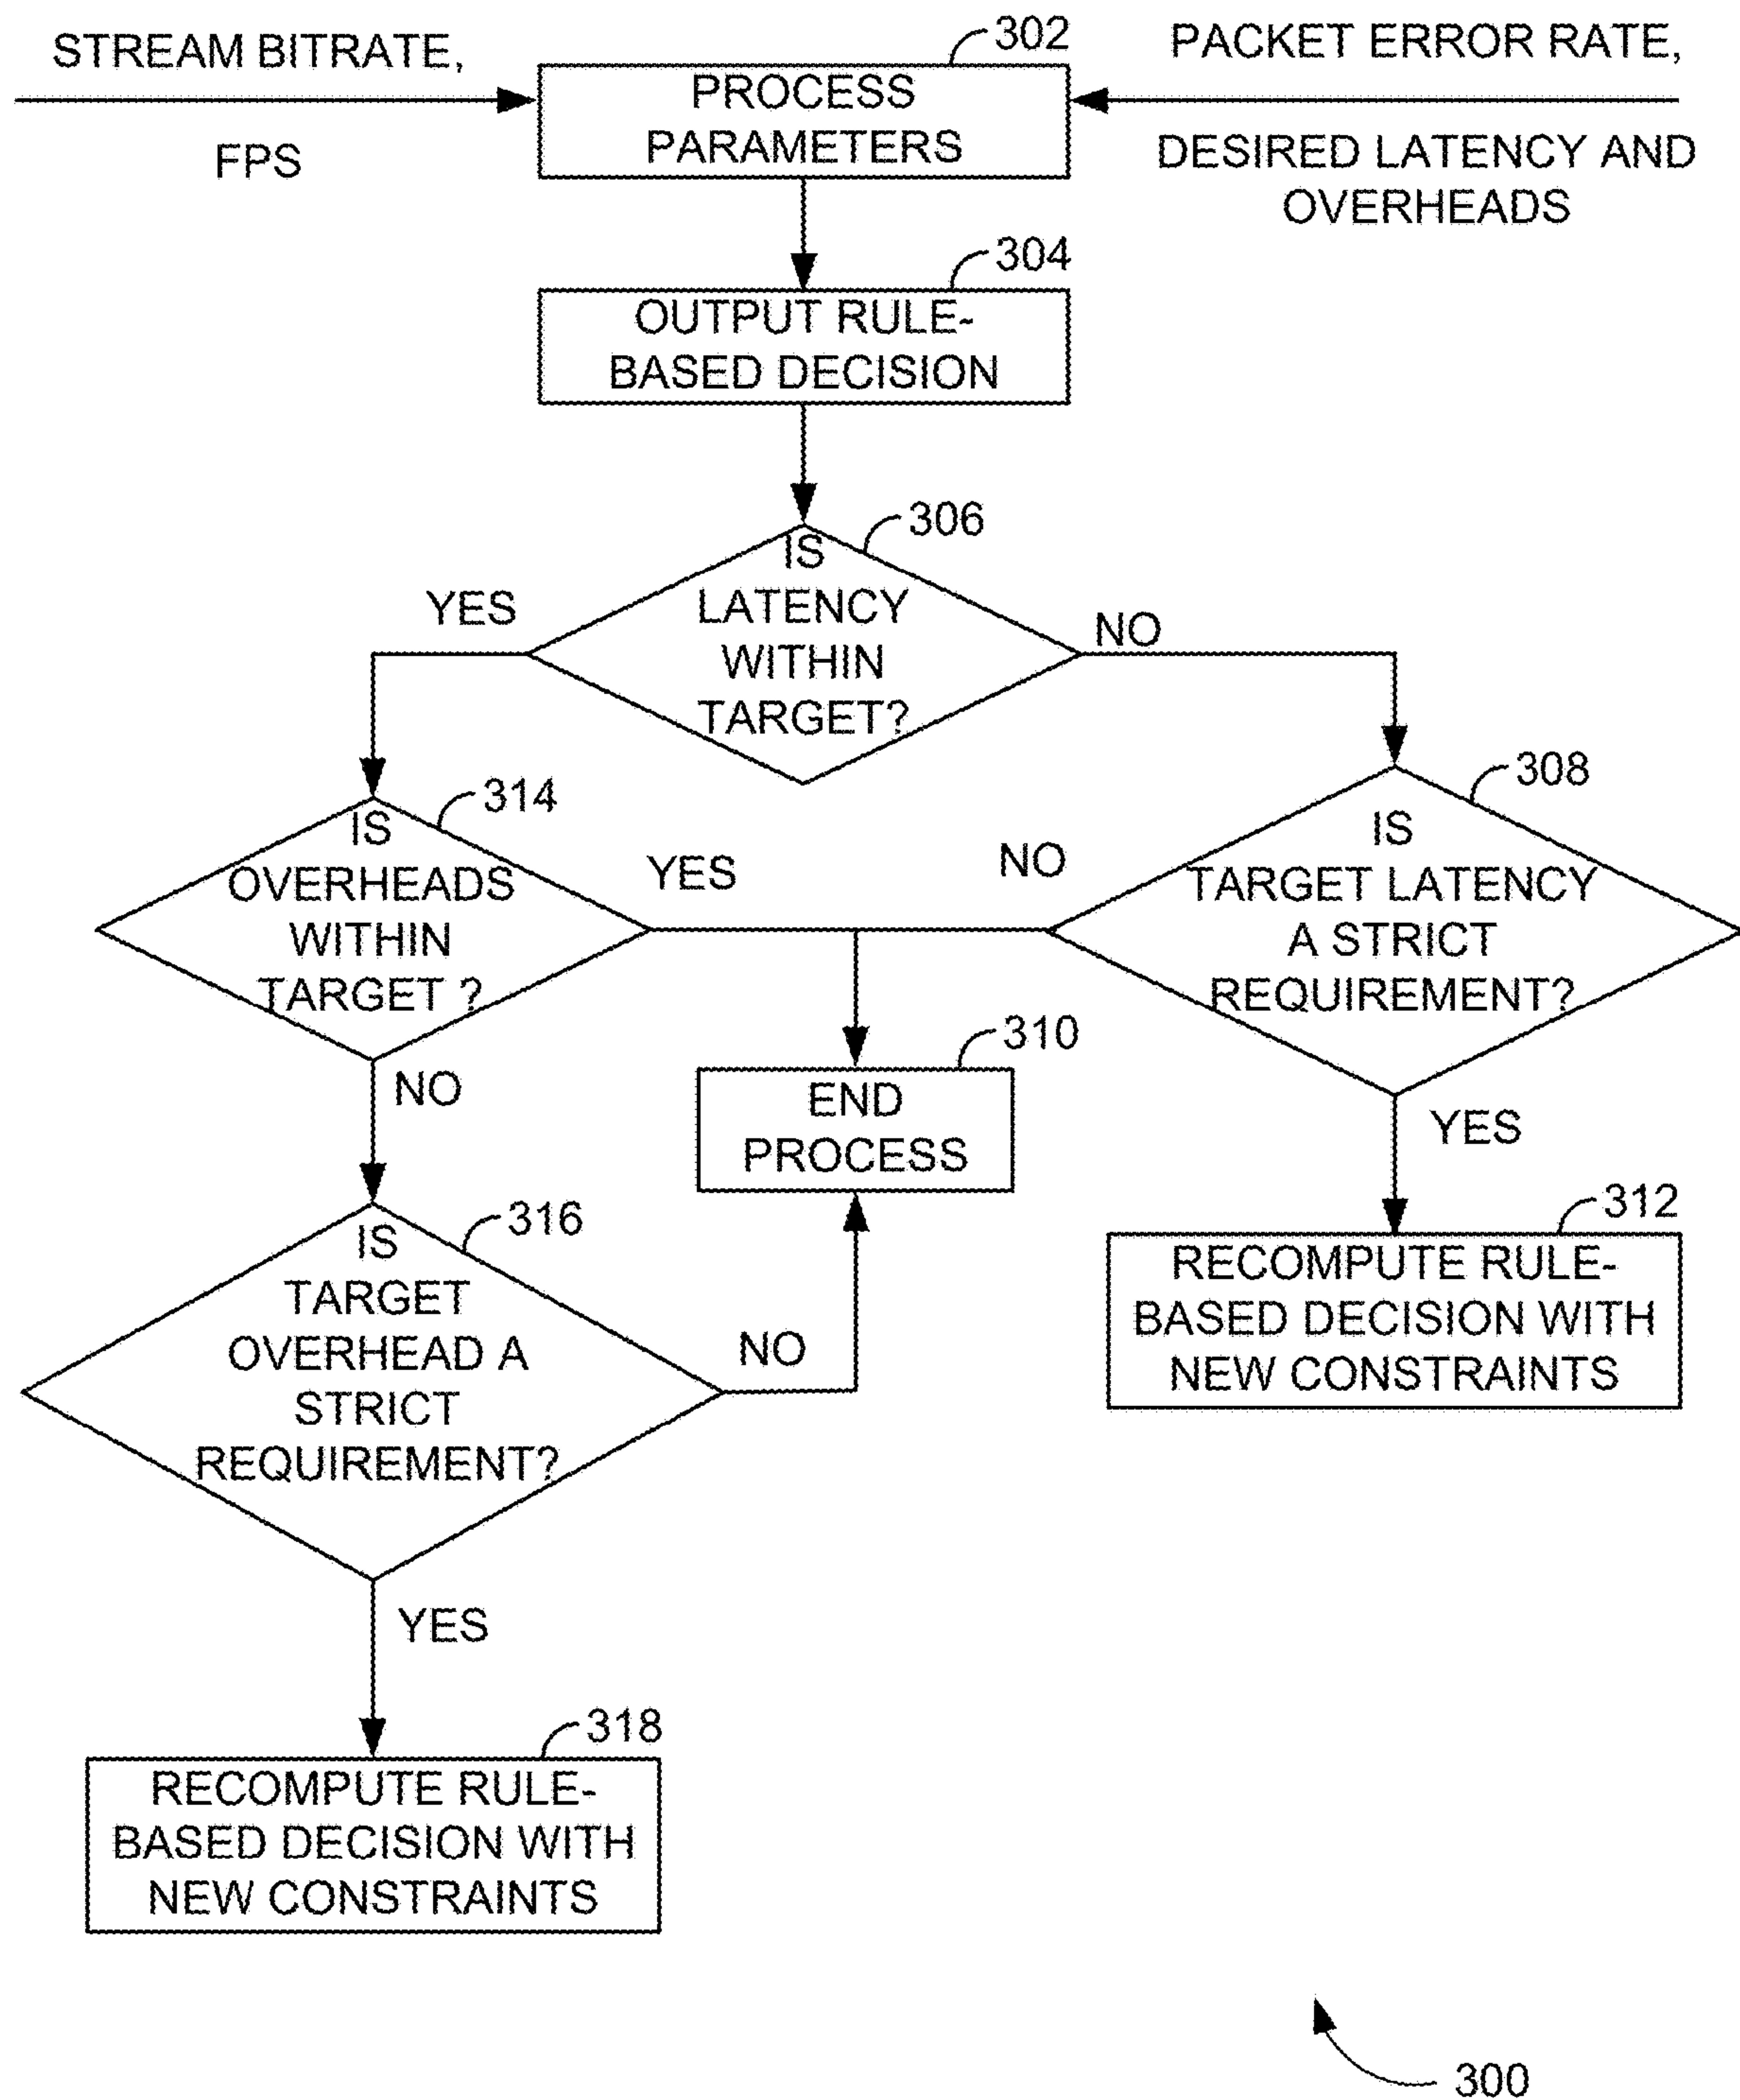 STREAM BITRATE,
FPS
302
PROCESS
PARAMETERS
PACKET ERROR RATE,
DESIRED LATENCY AND
OVERHEADS
304
OUTPUT RULE-
BASED DECISION
306
IS
LATENCY
WITHIN
TARGET?
YES
NO
314
IS
OVERHEADS
WITHIN
TARGET ?
YES
NO
308
IS
TARGET LATENCY
A STRICT
REQUIREMENT?
NO
310
END
PROCESS
YES
316
IS
TARGET
OVERHEAD A
STRICT
REQUIREMENT?
NO
312
RECOMPUTE RULE-
BASED DECISION WITH
NEW CONSTRAINTS
YES
318
RECOMPUTE RULE-
BASED DECISION WITH
NEW CONSTRAINTS
300